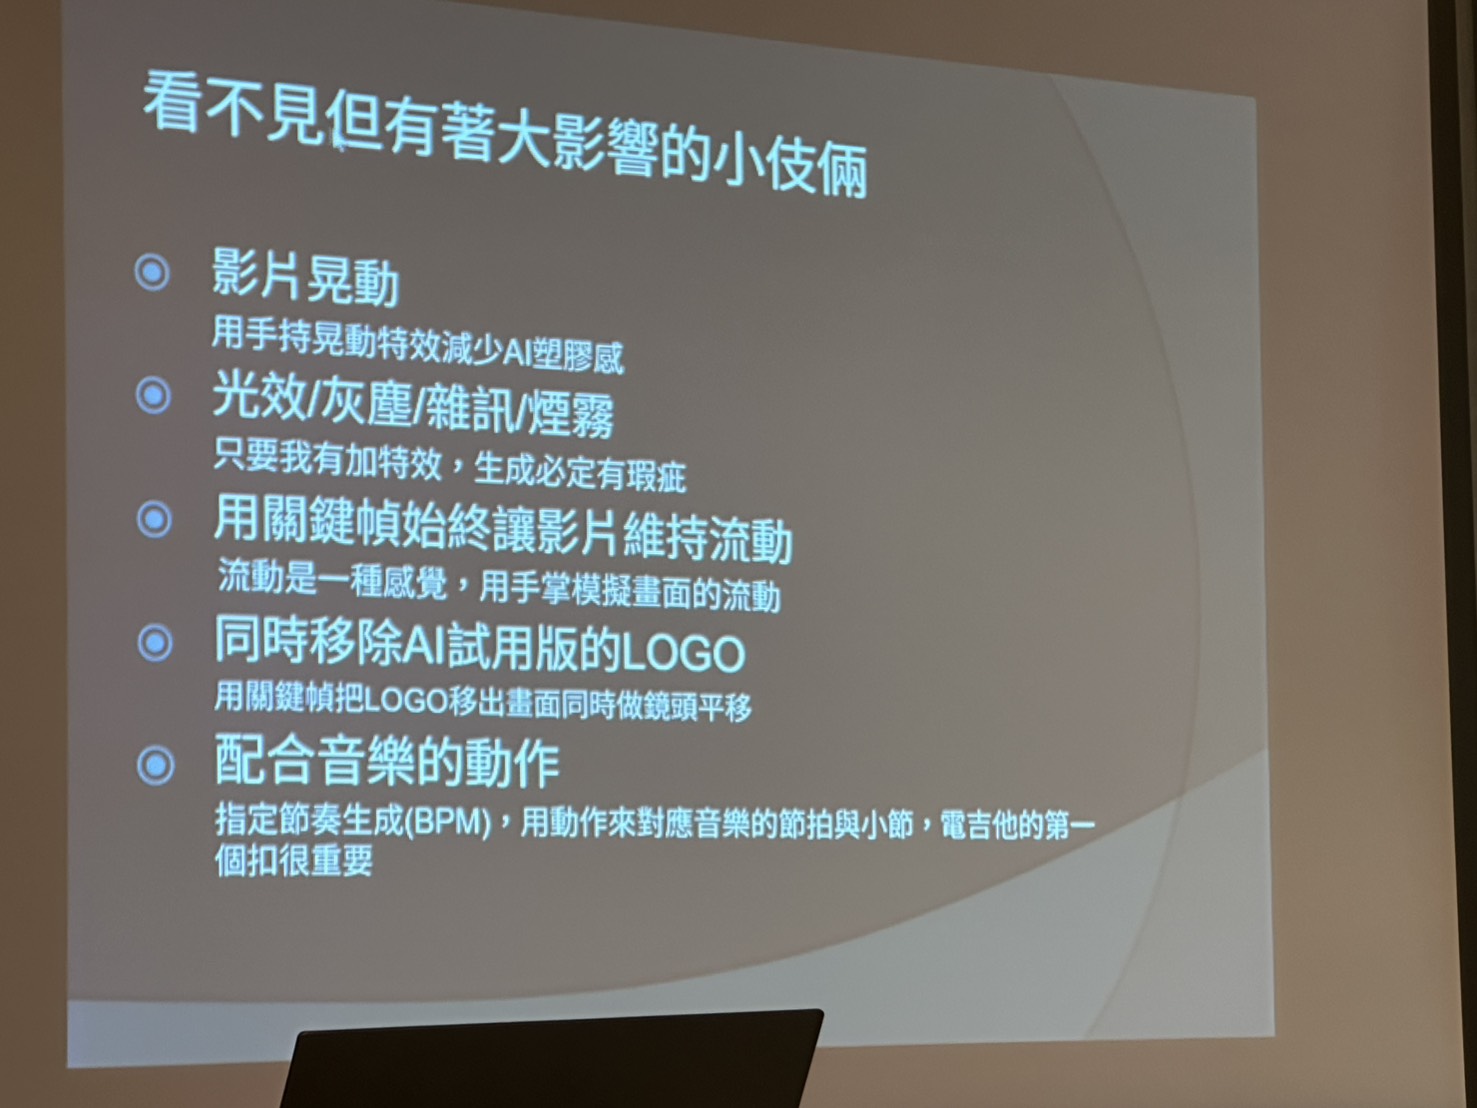 看不見但有著大影響的小伎倆
影片晃動
用手持晃動特效減少AI塑膠感
光效/灰塵/雜訊/煙霧
只要我有加特效，生成必定有瑕疵
用關鍵幀始終讓影片維持流動
流動是一種感覺，用手掌模擬畫面的流動
同時移除AI試用版的LOGO
用關鍵幀把LOGO移出畫面同時做鏡頭平移
配合音樂的動作
指定節奏生成(BPM)，用動作來對應音樂的節拍與小節，電吉他的第一
個扣很重要